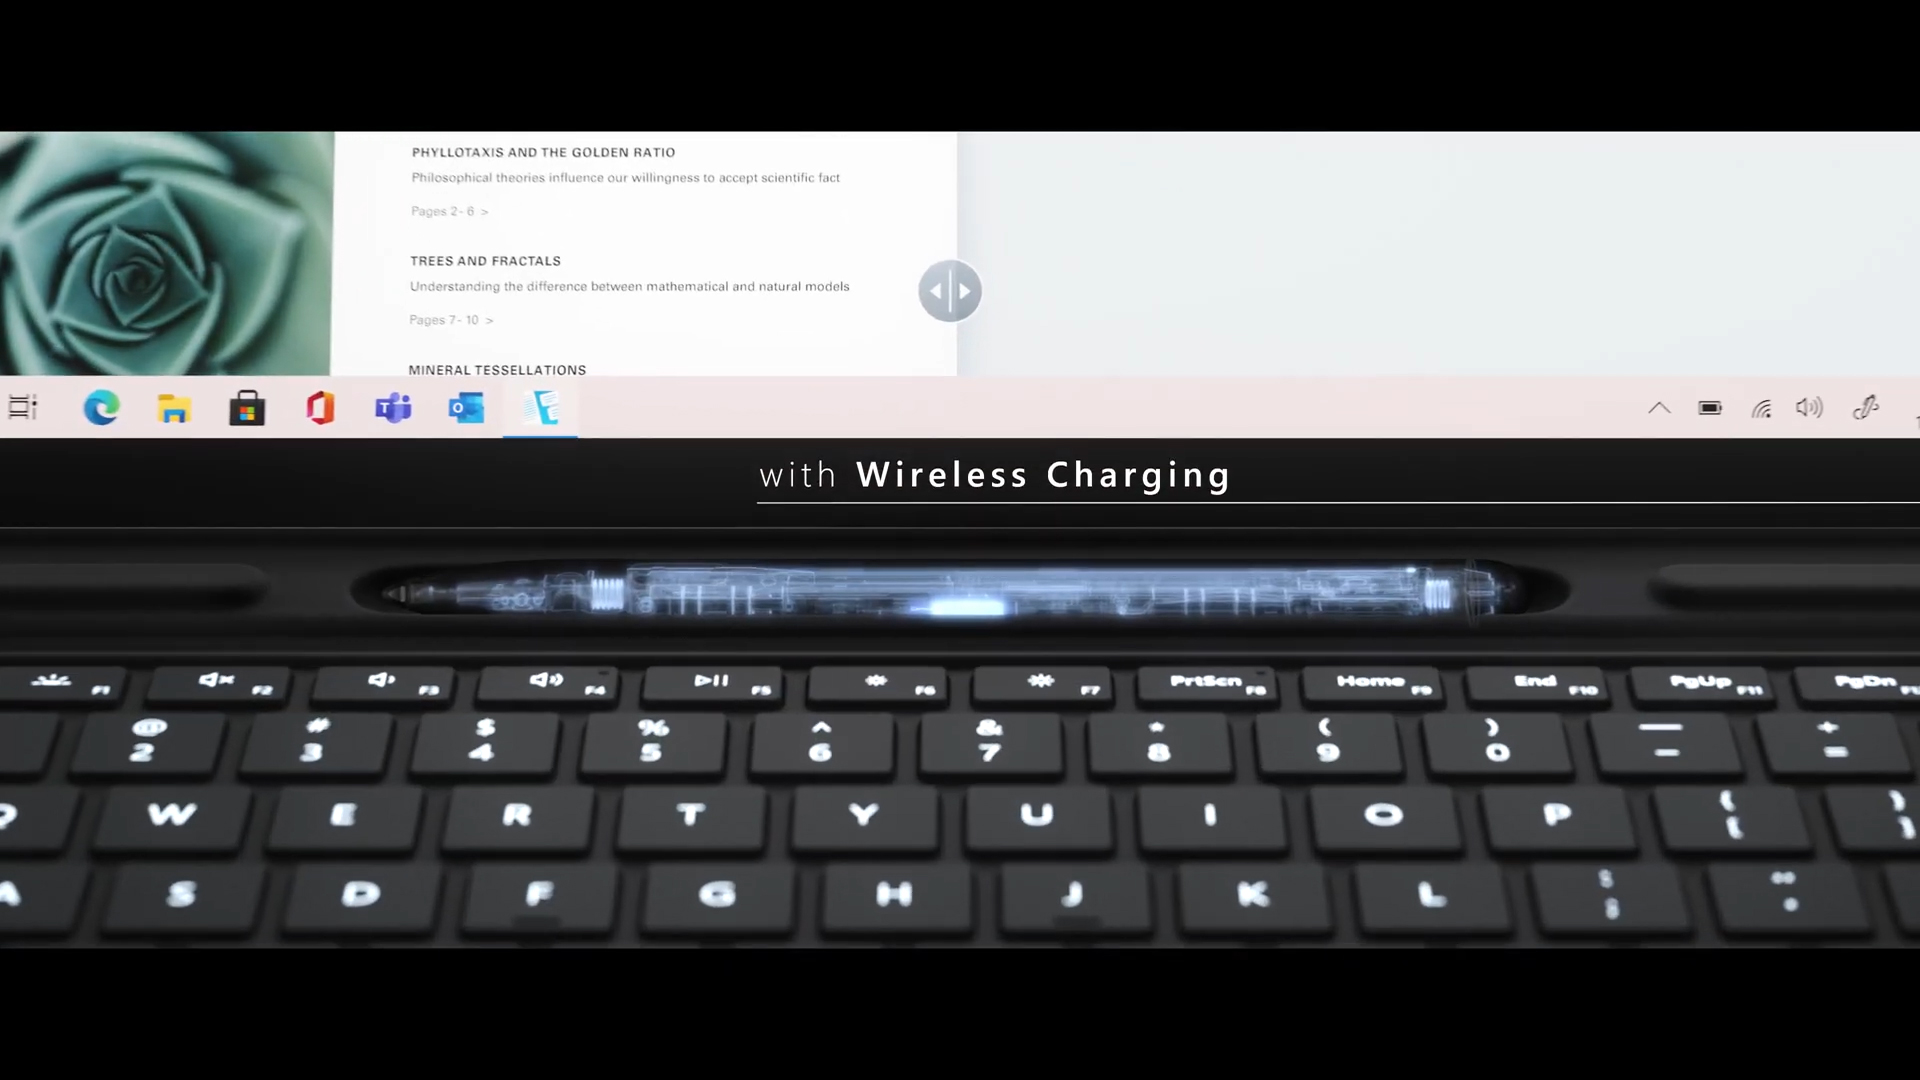 PHYLLOTAXIS AND THE GOLDEN RATIO
Philosophical theories influence our willingness to accept scientific fact
Pages 2-6 >
TREES AND FRACTALS
Understanding the difference between mathematical and natural models
Pages 7-10 >
MINERAL TESSELLATIONS
with Wireless Charging
F1 F2 F3 F4 F5 F6 F7 PrtScn F8 Home F9 End F10 PgUp F11 PgDn
@ # $ % ^ & * ( ) — +
2 3 4 5 6 7 8 9 0 - =
W E R T Y U I O P { }
A S D F G H J K L